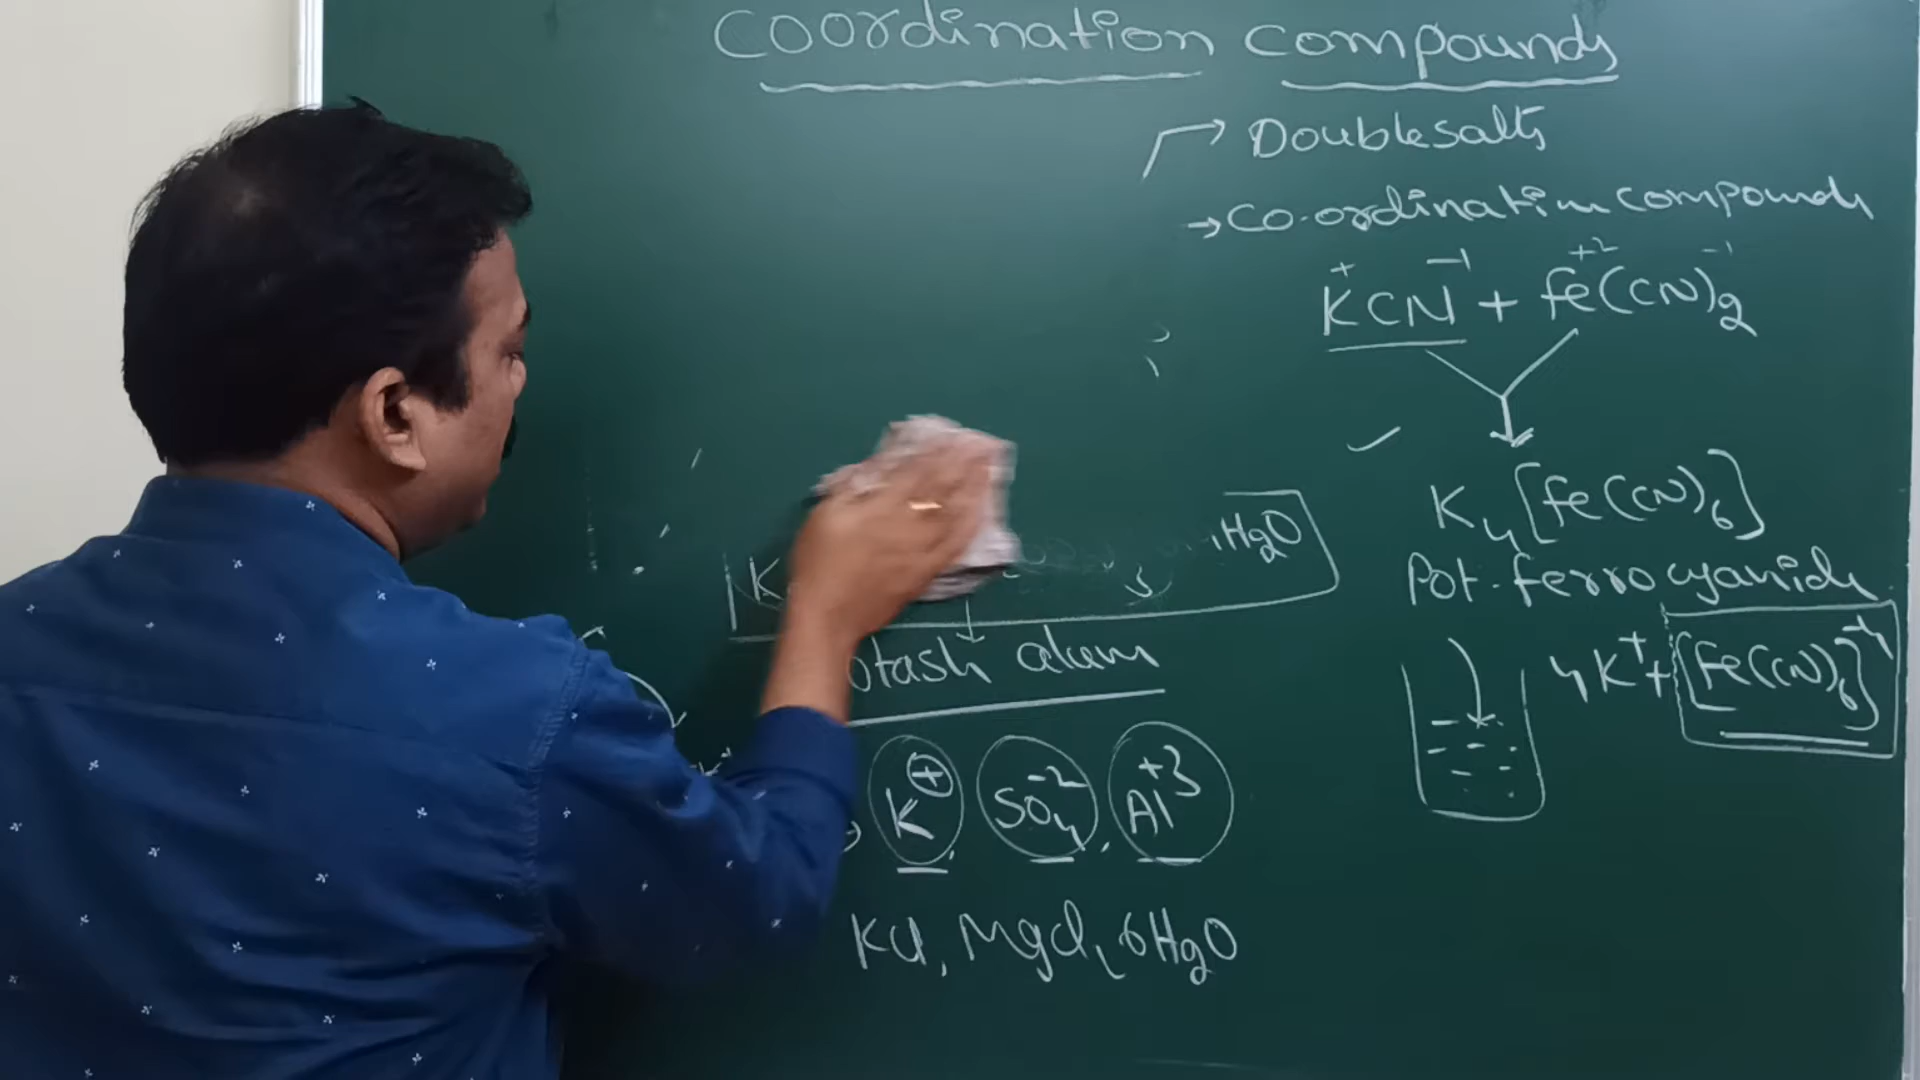 Coordination compounds
Doublesalts
→ Co-ordination compounds
K⁺CN⁻¹ + Fe⁺²(CN)₂⁻¹
K₄[Fe(CN)₆]
Pot. ferrocyanide
4K⁺ + [Fe(CN)₆]⁻⁴
H₂O
K
otash alum
K⁺, SO₄⁻², Al⁺³
KCl, MgCl₂ 6H₂O